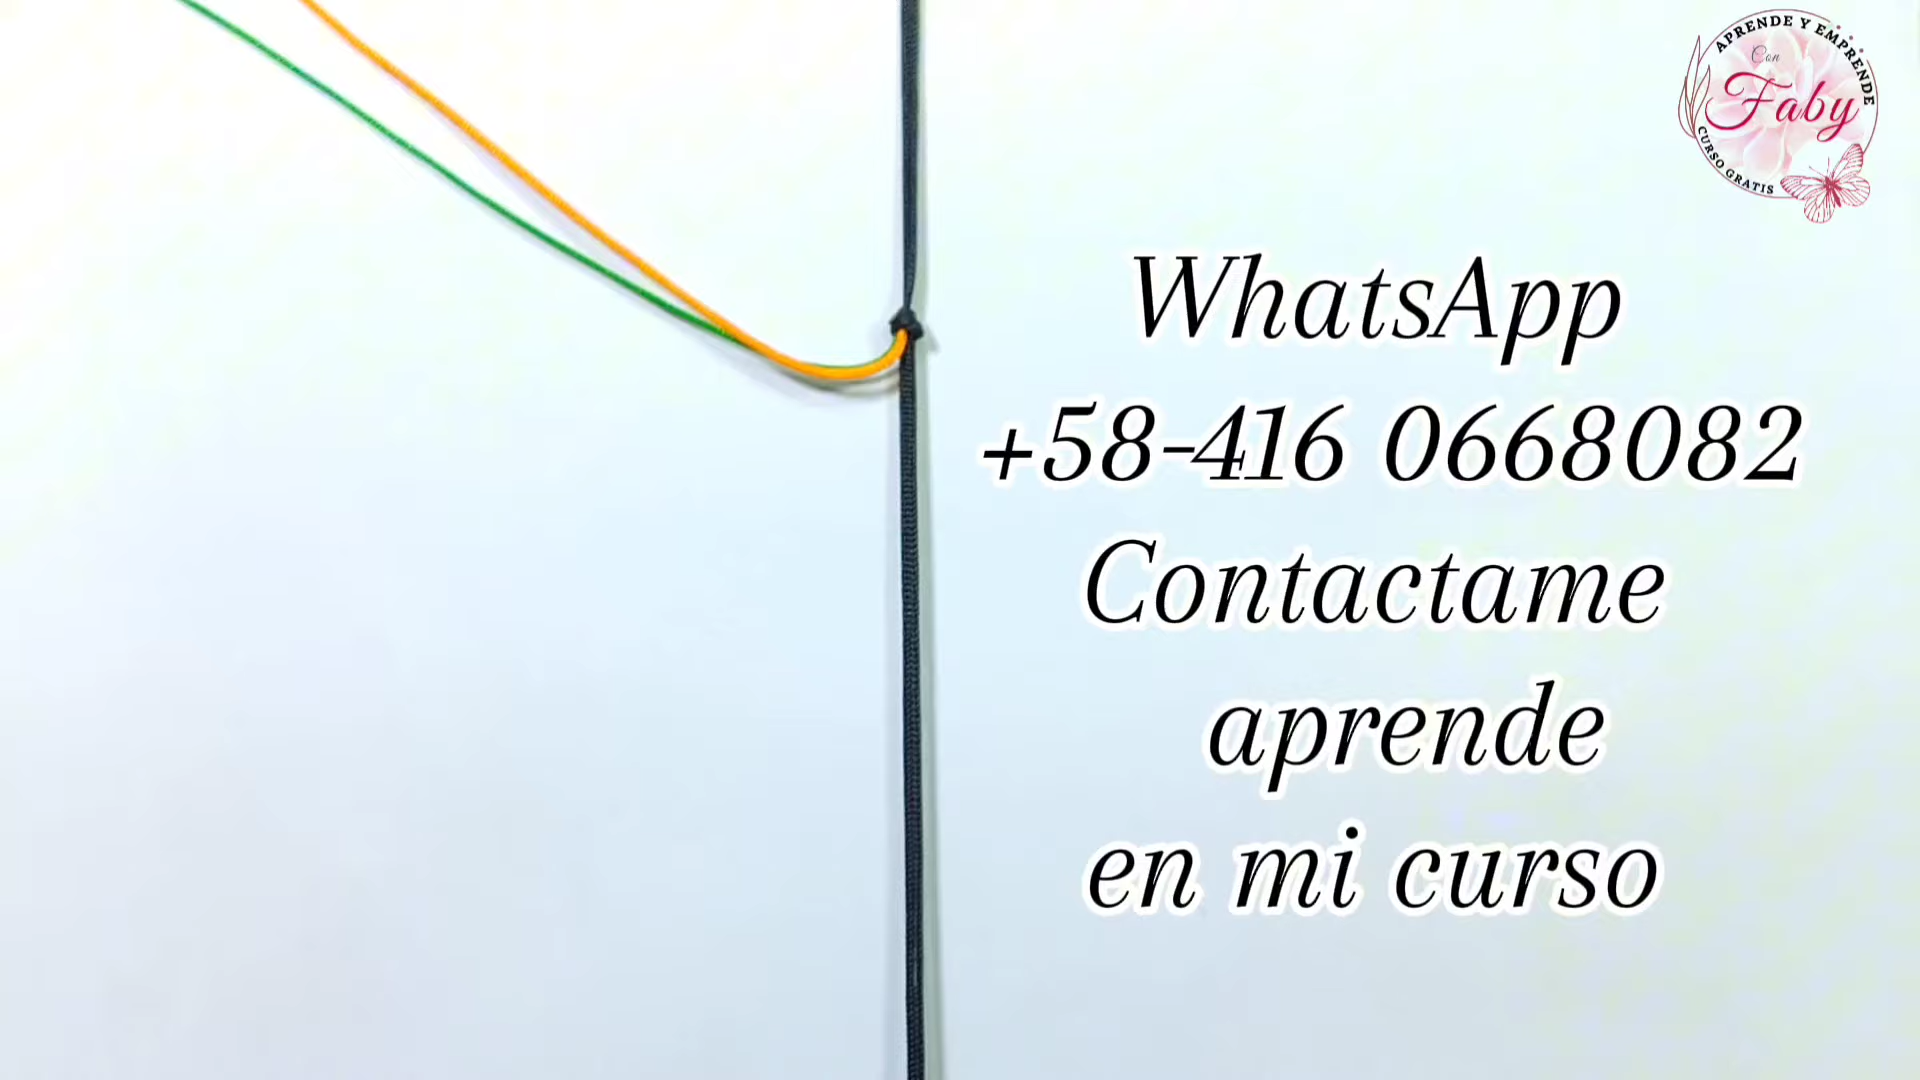 APRENDE Y EMPRENDE
Con
Faby
CURSO GRATIS
WhatsApp
+58-416 0668082
Contactame
aprende
en mi curso